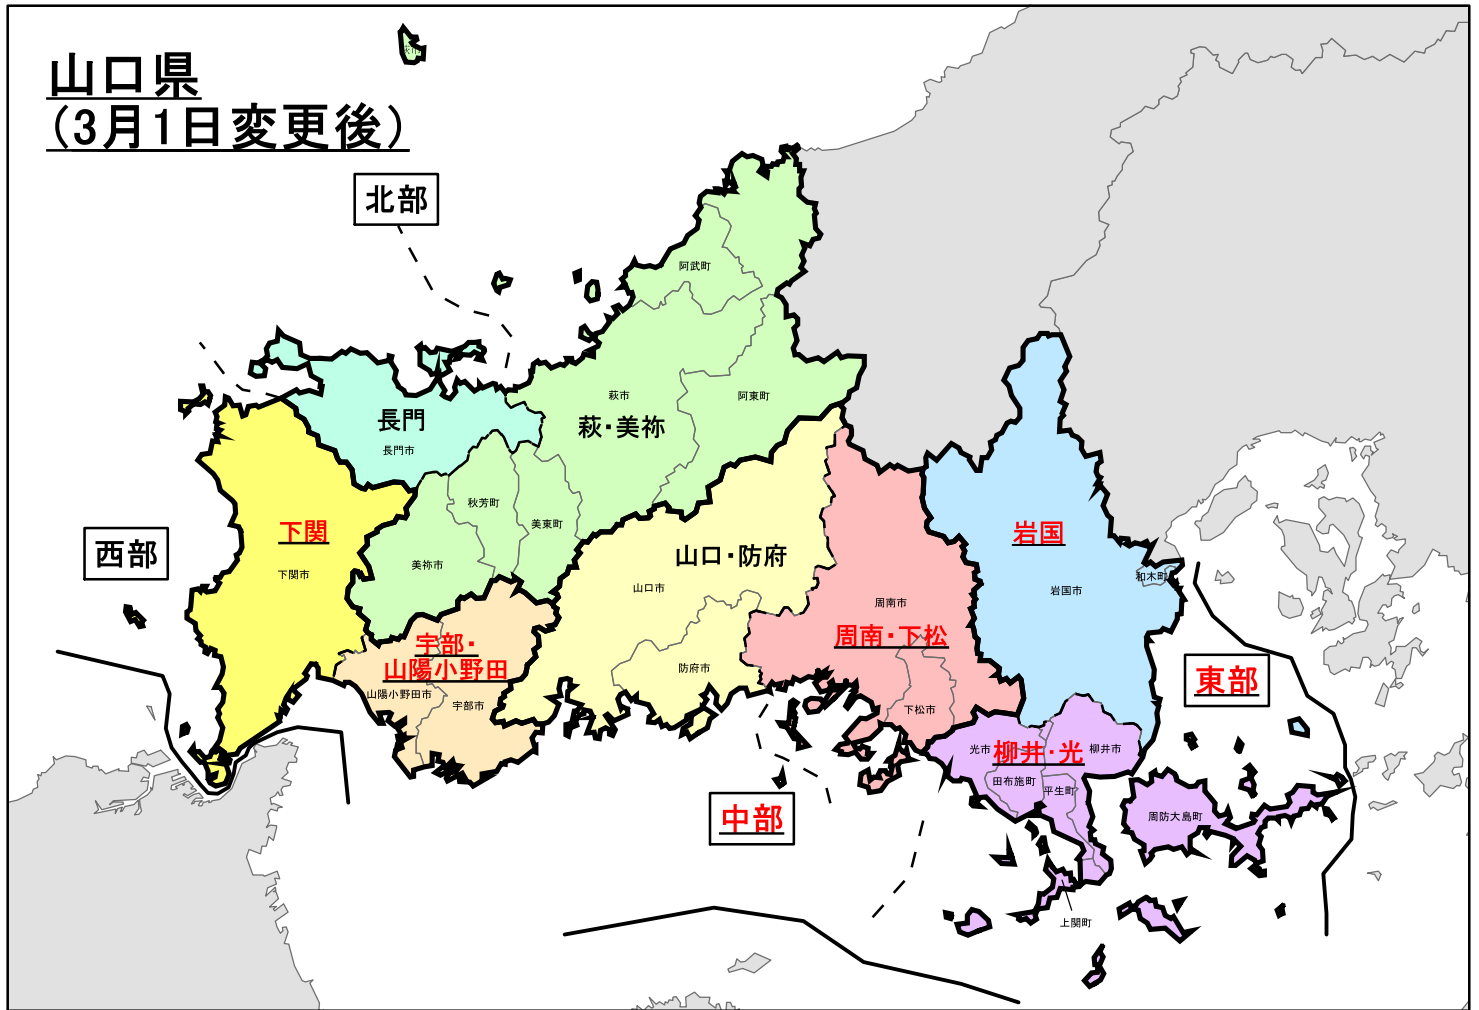 山口県
(3月1日変更後)
萩市
北部
阿武町
萩市
阿東町
長門
長門市
萩・美祢
秋芳町
美東町
美祢市
下関
下関市
西部
山口・防府
山口市
防府市
岩国
岩国市
和木町
周南市
周南・下松
下松市
宇部・
山陽小野田
山陽小野田市
宇部市
東部
光市
柳井・光
柳井市
田布施町
平生町
周防大島町
中部
上関町